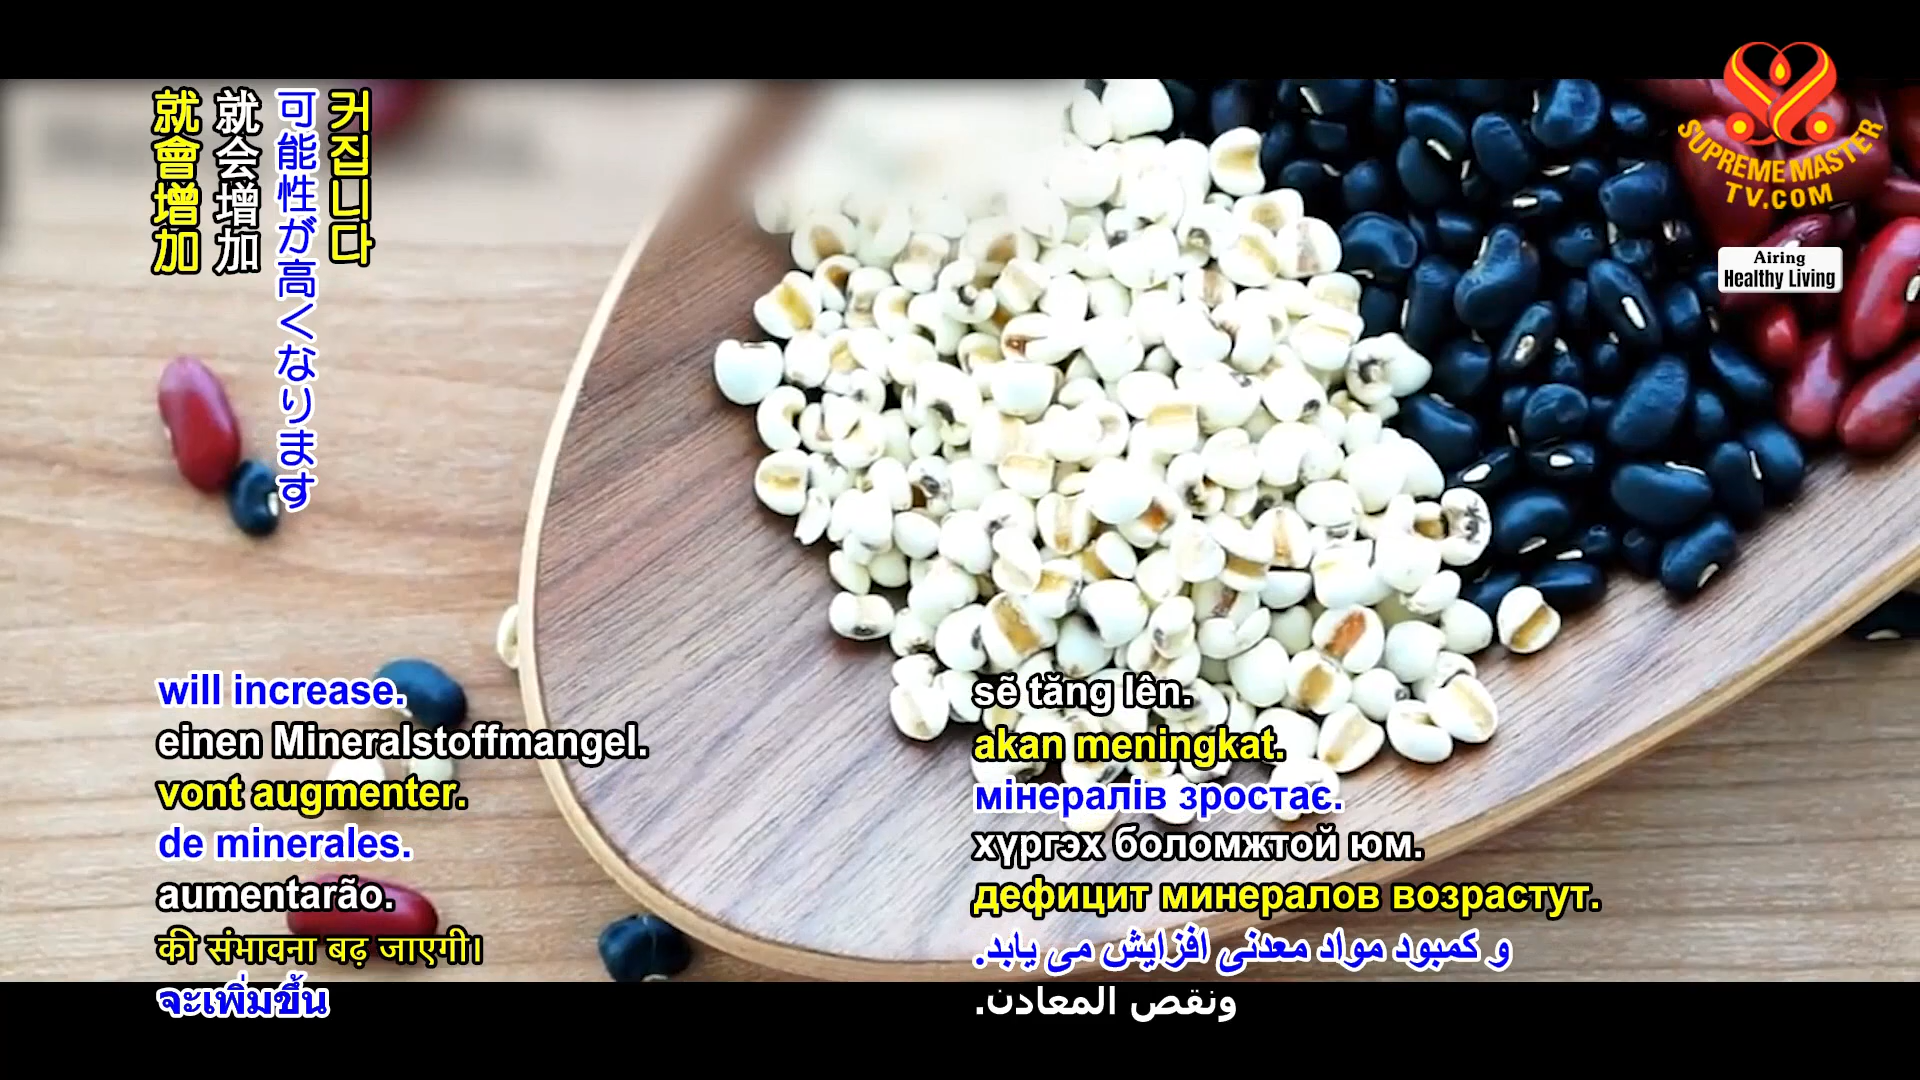 就會增加
就会增加
可能性が高くなります
커집니다
SUPREME MASTER
TV.COM
Airing
Healthy Living
will increase.
einen Mineralstoffmangel.
vont augmenter.
de minerales.
aumentarão.
की संभावना बढ़ जाएगी।
จะเพิ่มขึ้น
sẽ tăng lên.
akan meningkat.
мінералів зростає.
хүргэх боломжтой юм.
дефицит минералов возрастут.
و کمبود مواد معدنی افزایش می یابد.
ونقص المعادن.